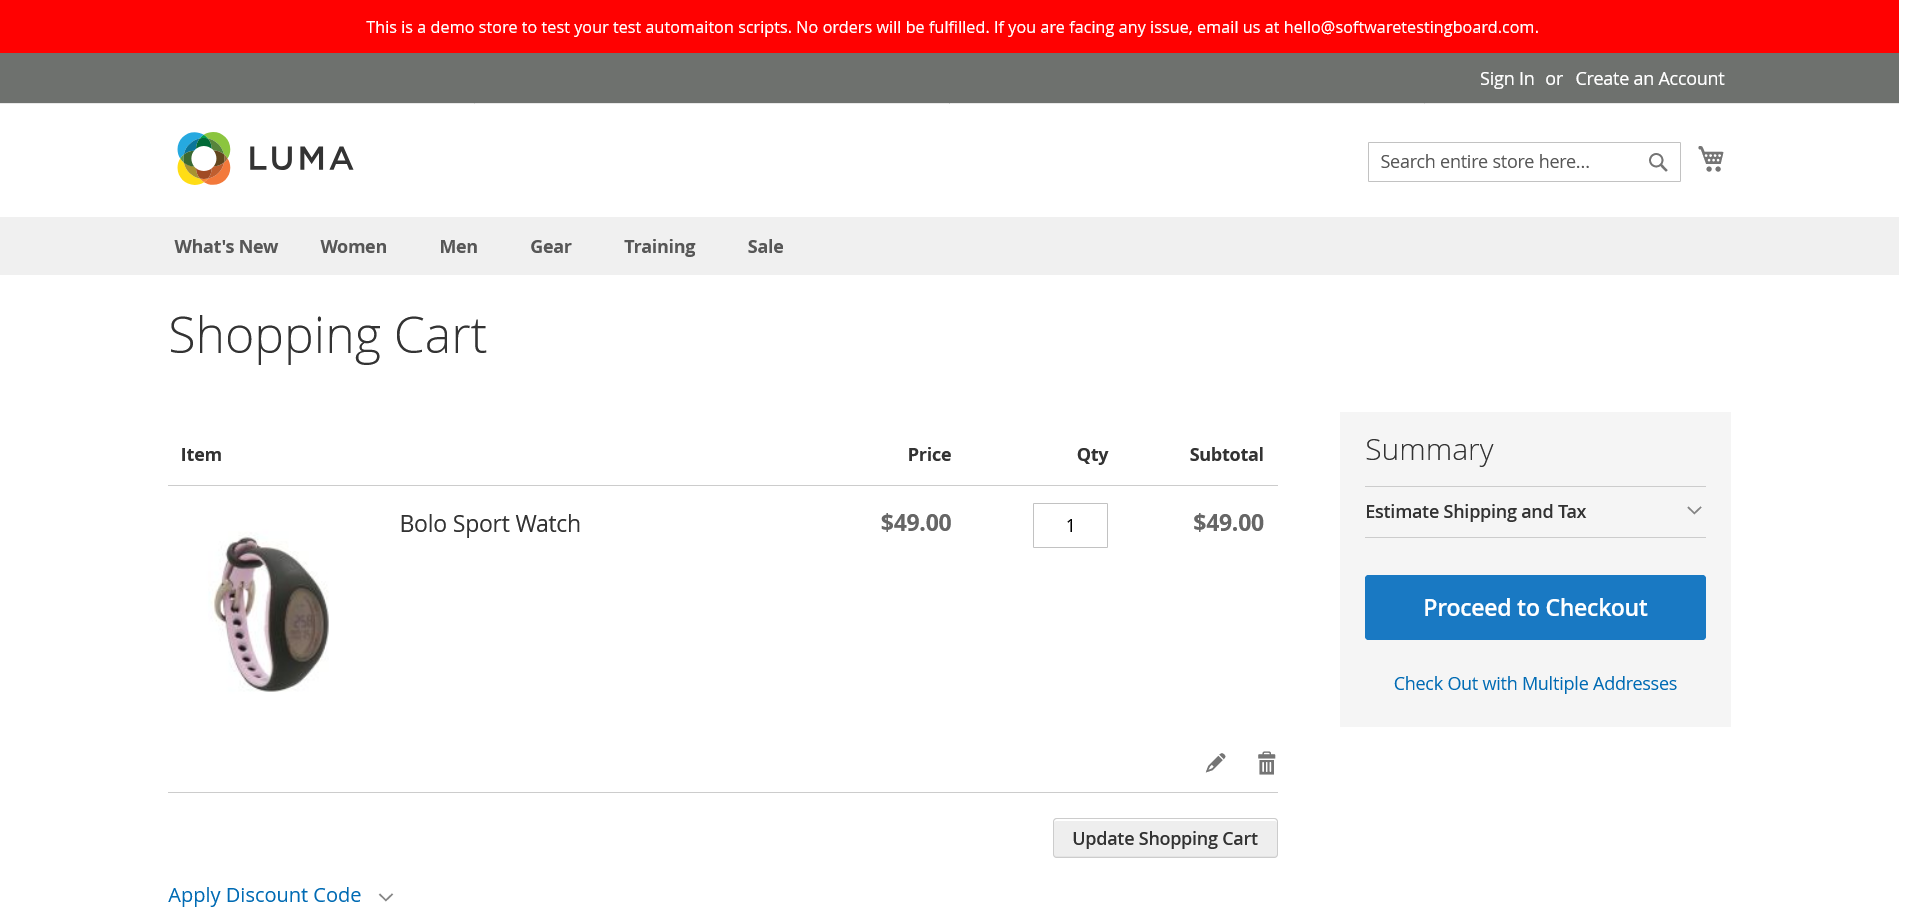 This is a demo store to test your test automaiton scripts. No orders will be fulfilled. If you are facing any issue, email us at hello@softwaretestingboard.com.
Sign In or Create an Account
LUMA
Search entire store here...
What's New Women Men Gear Training Sale
Shopping Cart
Item Price Qty Subtotal
Bolo Sport Watch $49.00 1 $49.00
Update Shopping Cart
Apply Discount Code
Summary
Estimate Shipping and Tax
Proceed to Checkout
Check Out with Multiple Addresses